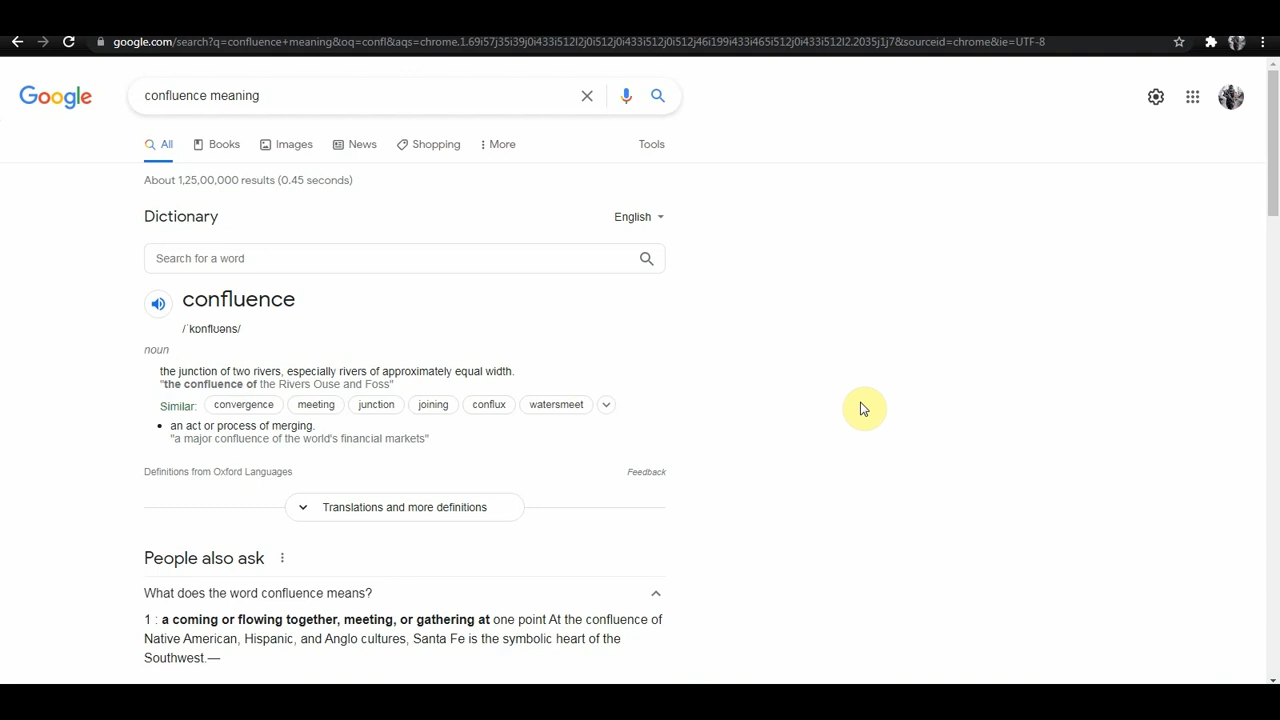 google.com/search?q=confluence+meaning&oq=confl&aqs=chrome.1.69i57j35i39j0i433i512l2j0i512j0i433i512j0i512j46i199i433i465i512j0i433i512l2.2035j1j7&sourceid=chrome&ie=UTF-8
Google
confluence meaning
All Books Images News Shopping More Tools
About 1,25,00,000 results (0.45 seconds)
Dictionary English
Search for a word
confluence
/ˈkɒnflʊəns/
noun
the junction of two rivers, especially rivers of approximately equal width.
"the confluence of the Rivers Ouse and Foss"
Similar: convergence meeting junction joining conflux watersmeet
• an act or process of merging.
"a major confluence of the world's financial markets"
Definitions from Oxford Languages Feedback
Translations and more definitions
People also ask
What does the word confluence means?
1 : a coming or flowing together, meeting, or gathering at one point At the confluence of
Native American, Hispanic, and Anglo cultures, Santa Fe is the symbolic heart of the
Southwest.—